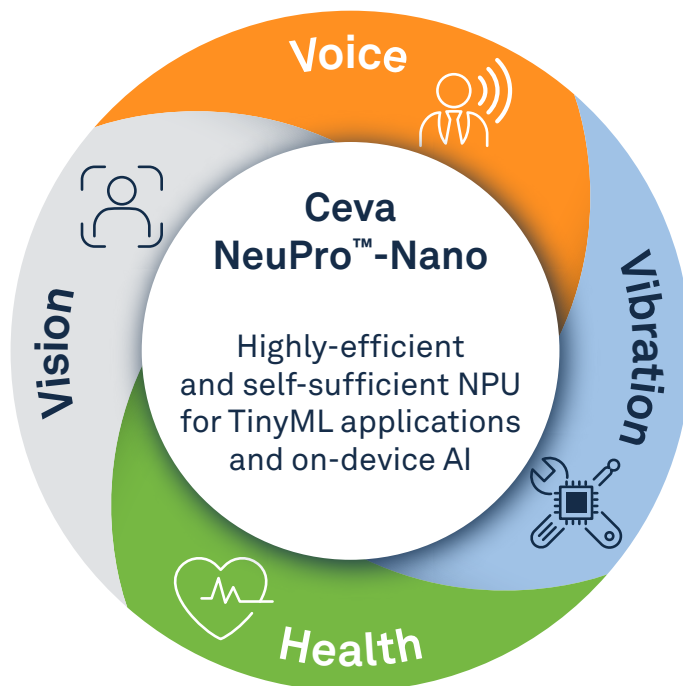 Voice
Ceva
NeuPro™-Nano
Highly-efficient
and self-sufficient NPU
for TinyML applications
and on-device AI
Vision
Vibration
Health